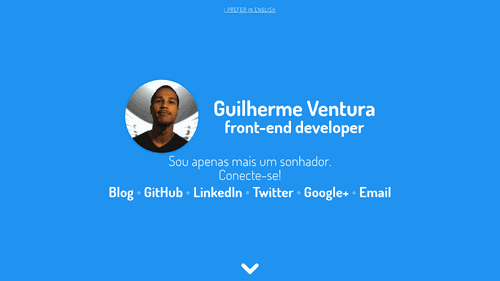 I PREFER IN ENGLISH
Guilherme Ventura
front-end developer
Sou apenas mais um sonhador.
Conecte-se!
Blog • GitHub • LinkedIn • Twitter • Google+ • Email